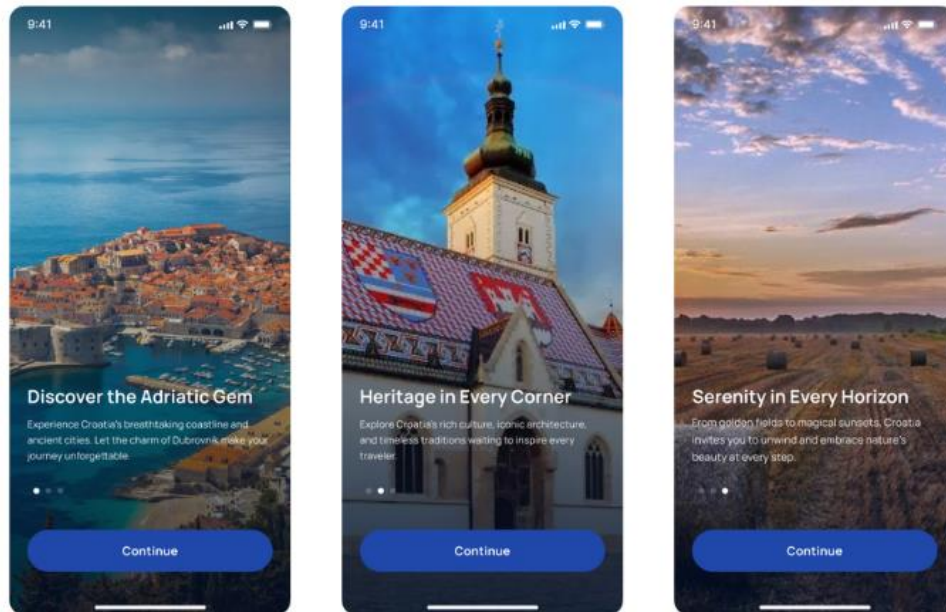 9:41
Discover the Adriatic Gem
Experience Croatia's breathtaking coastline and
ancient cities. Let the charm of Dubrovnik make your
journey unforgettable.
Continue
9:41
Heritage in Every Corner
Explore Croatia's rich culture, iconic architecture,
and timeless traditions waiting to inspire every
traveler.
Continue
9:41
Serenity in Every Horizon
From golden fields to magical sunsets, Croatia
invites you to unwind and embrace nature's
beauty at every step.
Continue